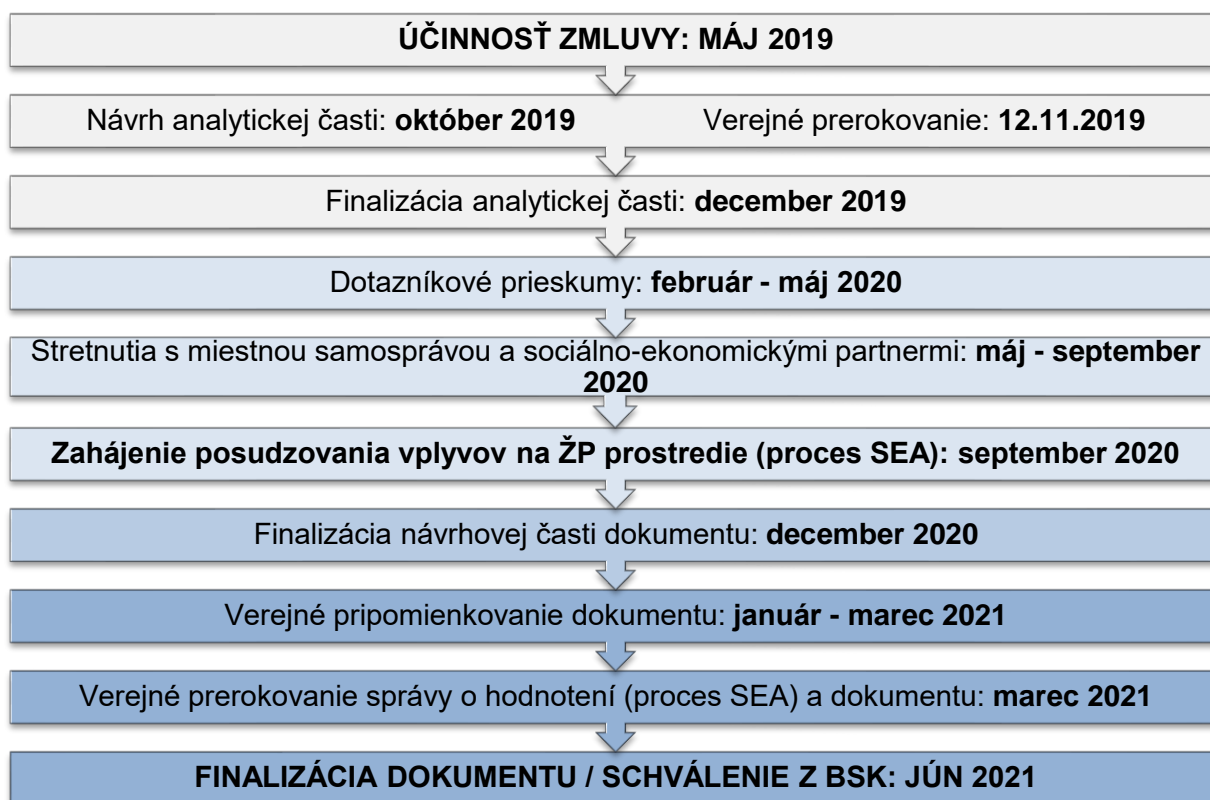 ÚČINNOSŤ ZMLUVY: MÁJ 2019
Návrh analytickej časti: október 2019 Verejné prerokovanie: 12.11.2019
Finalizácia analytickej časti: december 2019
Dotazníkové prieskumy: február - máj 2020
Stretnutia s miestnou samosprávou a sociálno-ekonomickými partnermi: máj - september
2020
Zahájenie posudzovania vplyvov na ŽP prostredie (proces SEA): september 2020
Finalizácia návrhovej časti dokumentu: december 2020
Verejné pripomienkovanie dokumentu: január - marec 2021
Verejné prerokovanie správy o hodnotení (proces SEA) a dokumentu: marec 2021
FINALIZÁCIA DOKUMENTU / SCHVÁLENIE Z BSK: JÚN 2021